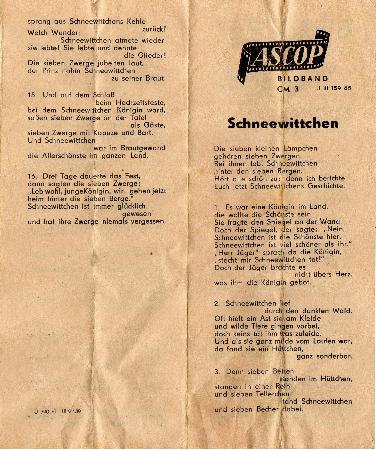 sprang aus Schneewittchens Kehle
zurück!
Welch Wunder:
Schneewittchen atmete wieder
sie lebte! Sie lebte und dehnte
die Glieder!
Die sieben Zwerge jubelten laut,
der Prinz nahm Schneewittchen
zu seiner Braut.
15. Und auf dem Schloß
beim Hochzeitsfeste,
bei dem Schneewittchen Königin ward,
saßen sieben Zwerge an der Tafel
als Gäste,
sieben Zwerge mit Kapuze und Bart.
Und Schneewittchen
war im Brautgewand
die Allerschönste im ganzen Land.
16. Drei Tage dauerte das Fest,
dann sagten die sieben Zwerge:
„Leb wohl, junge Königin, wir gehen jetzt
heim hinter die sieben Berge."
Schneewittchen ist immer glücklich
gewesen
und hat ihre Zwerge niemals vergessen.
ASCOP
BILDBAND
CM 3
159 65
Schneewittchen
Die sieben kleinen Lämpchen
gehören sieben Zwergen.
Bei ihnen lebt Schneewittchen
hinter den sieben Bergen.
Hört alle schön zu: dann ich berichte
Euch jetzt Schneewittchens Geschichte.
1. Es war eine Königin im Land,
die wollte die Schönste sein.
Sie fragte den Spiegel an der Wand.
Doch der Spiegel, der sagte: „Nein.
Schneewittchen ist die Schönste hier.
Schneewittchen ist viel schöner als ihr."
„Herr Jäger" sprach da die Königin,
„stecht mir Schneewittchen tot!"
Doch der Jäger brachte es
nicht übers Herz,
was ihm die Königin gebot.
2. Schneewittchen lief
durch den dunklen Wald.
Oft hielt ein Ast sie am Kleide
und wilde Tiere gingen vorbei,
doch keins tat ihm was zuleide.
Und als sie ganz müde vom Laufen war,
da fand sie ein Hüttchen,
ganz sonderbar.
3. Denn sieben Betten
standen im Hüttchen,
standen in einer Reih
und sieben Tellerchen
fand Schneewittchen
und sieben Becher dabei.